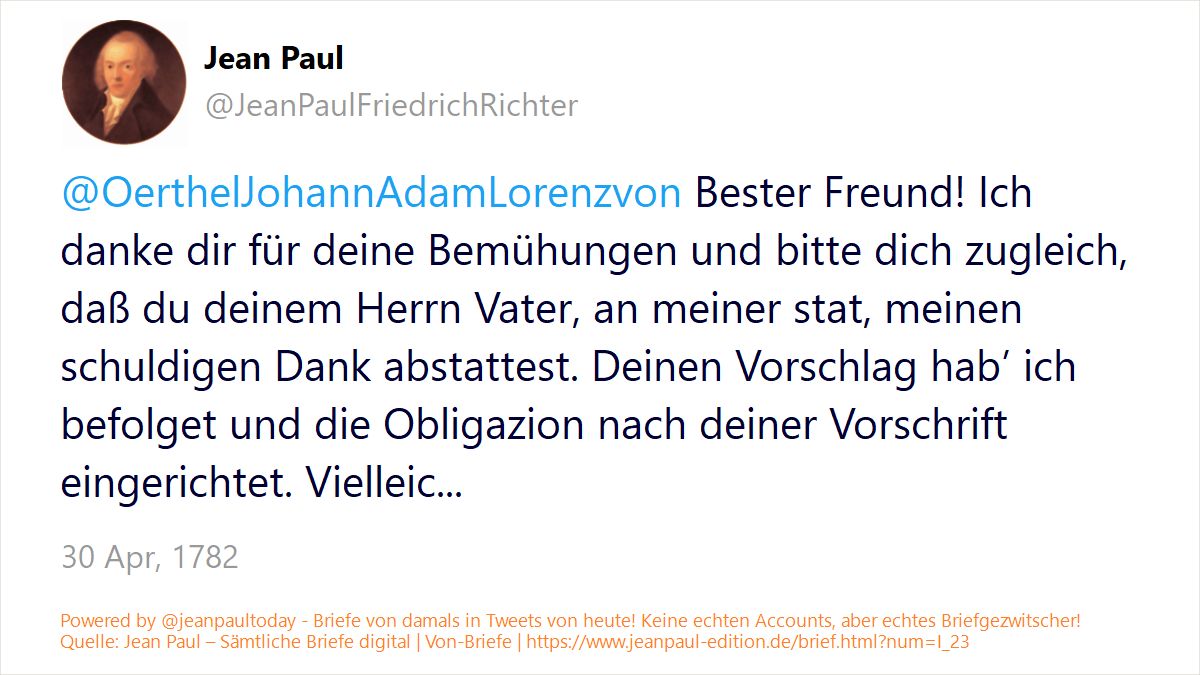 Jean Paul
@JeanPaulFriedrichRichter
@OerthelJohannAdamLorenzvon Bester Freund! Ich
danke dir für deine Bemühungen und bitte dich zugleich,
daß du deinem Herrn Vater, an meiner stat, meinen
schuldigen Dank abstattest. Deinen Vorschlag hab’ ich
befolget und die Obligazion nach deiner Vorschrift
eingerichtet. Vielleic...
30 Apr, 1782
Powered by @jeanpaultoday - Briefe von damals in Tweets von heute! Keine echten Accounts, aber echtes Briefgezwitscher!
Quelle: Jean Paul – Sämtliche Briefe digital | Von-Briefe | https://www.jeanpaul-edition.de/brief.html?num=I_23